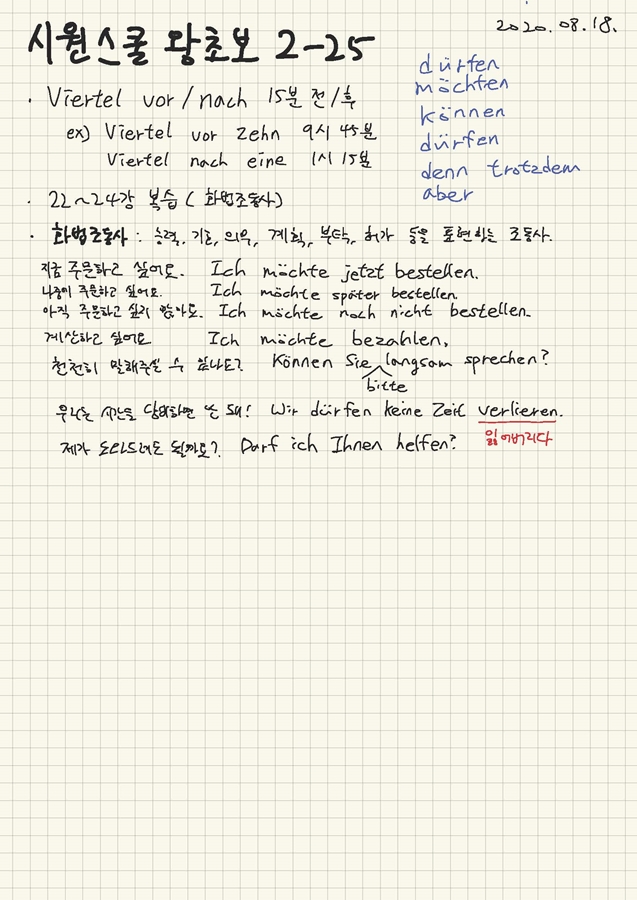 2020.08.18.
시원스쿨 왕초보 2-25
dürfen
möchten
können
dürfen
denn trotzdem
aber
· Viertel vor/nach 15분 전/후
ex) Viertel vor zehn 9시 45분
Viertel nach eine 1시 15분
· 22~24강 복습 (화법조동사)
· 화법조동사 : 능력, 기호, 의무, 계획, 부탁, 허가 등을 표현하는 조동사.
지금 주문하고 싶어요. Ich möchte jetzt bestellen.
나중에 주문하고 싶어요. Ich möchte später bestellen.
아직 주문하고 싶지 않아요. Ich möchte noch nicht bestellen.
계산하고 싶어요 Ich möchte bezahlen.
천천히 말해주실 수 있나요? Können Sie langsam sprechen?
bitte
우리는 시간을 낭비하면 안 돼! Wir dürfen keine Zeit verlieren.
잃어버리다
제가 도와드려도 될까요? Darf ich Ihnen helfen?